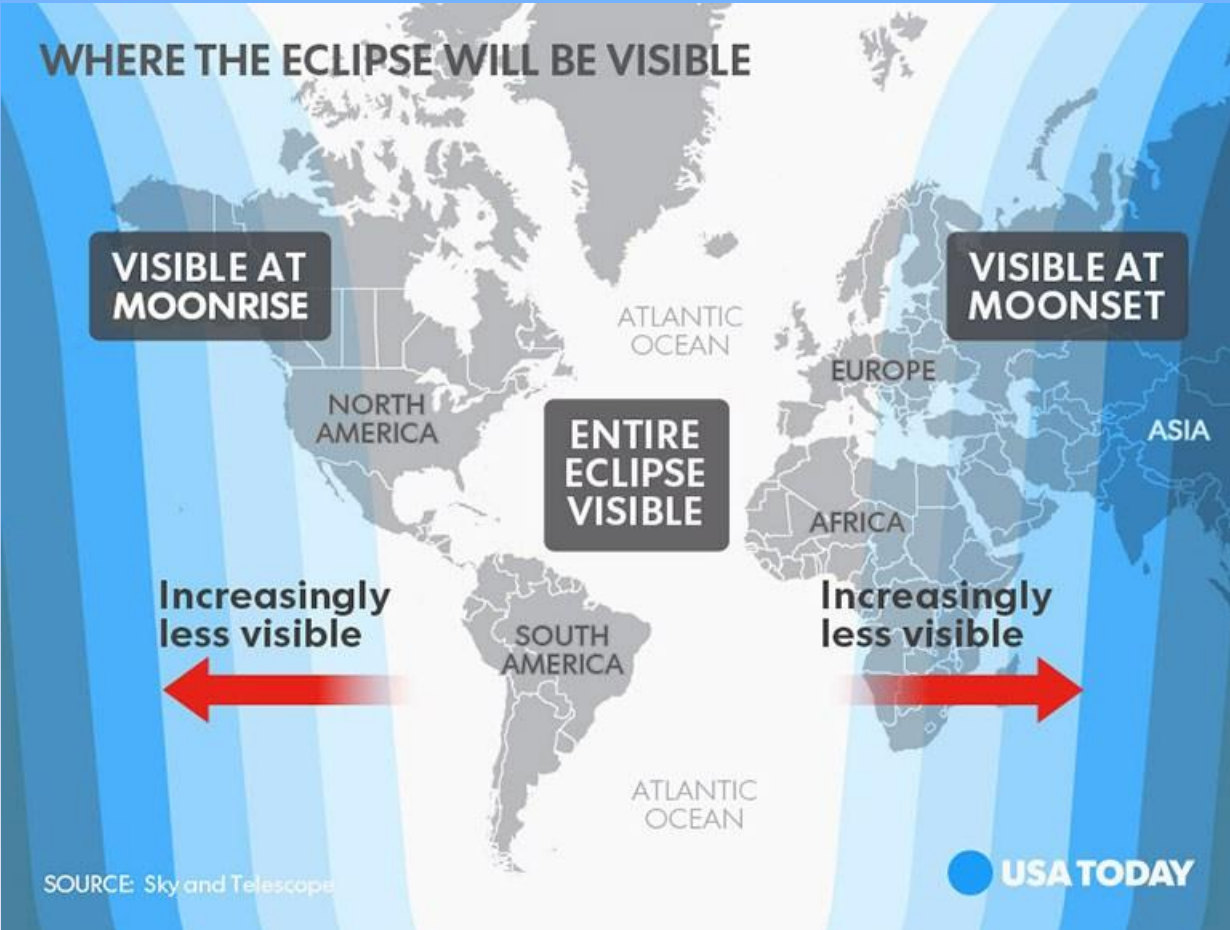 WHERE THE ECLIPSE WILL BE VISIBLE
VISIBLE AT
MOONRISE
VISIBLE AT
MOONSET
ATLANTIC
OCEAN
EUROPE
NORTH
AMERICA
ENTIRE
ECLIPSE
VISIBLE
ASIA
AFRICA
Increasingly
less visible
Increasingly
less visible
SOUTH
AMERICA
ATLANTIC
OCEAN
SOURCE: Sky and Telescope
USA TODAY